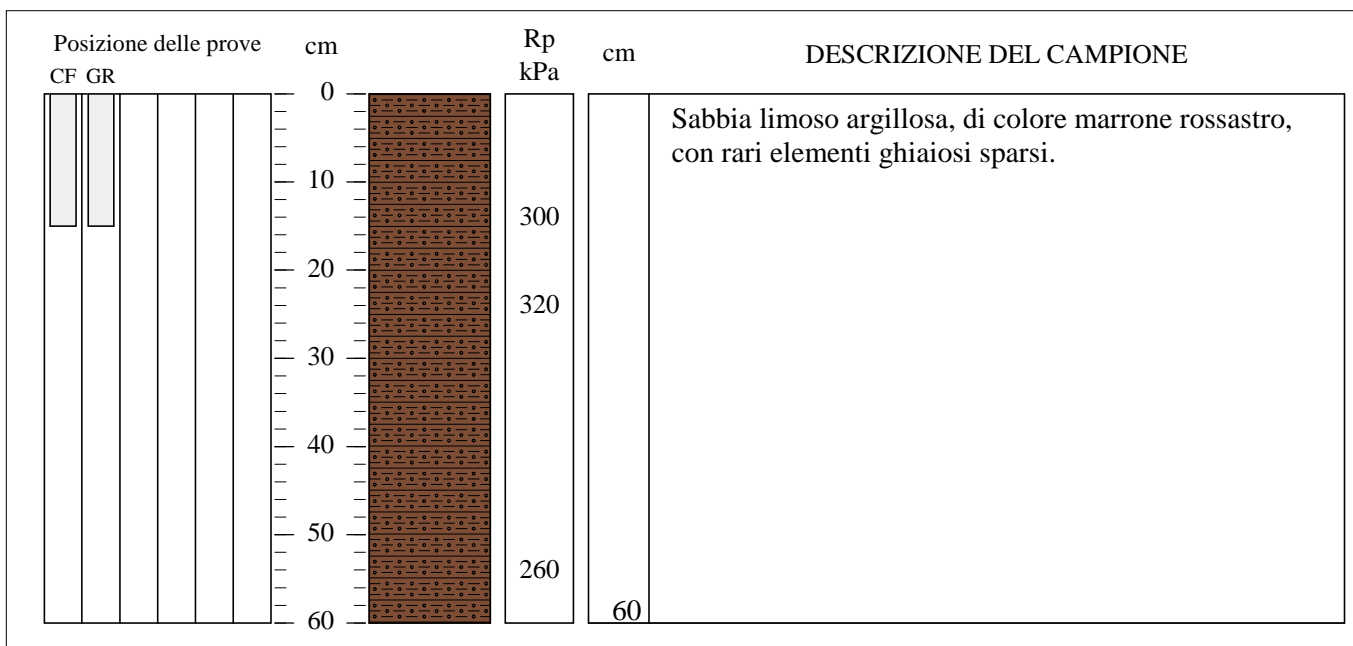 Posizione delle prove
CF GR
cm
Rp
kPa
cm
DESCRIZIONE DEL CAMPIONE
0
10
20
30
40
50
60
300
320
260
60
Sabbia limoso argillosa, di colore marrone rossastro,
con rari elementi ghiaiosi sparsi.